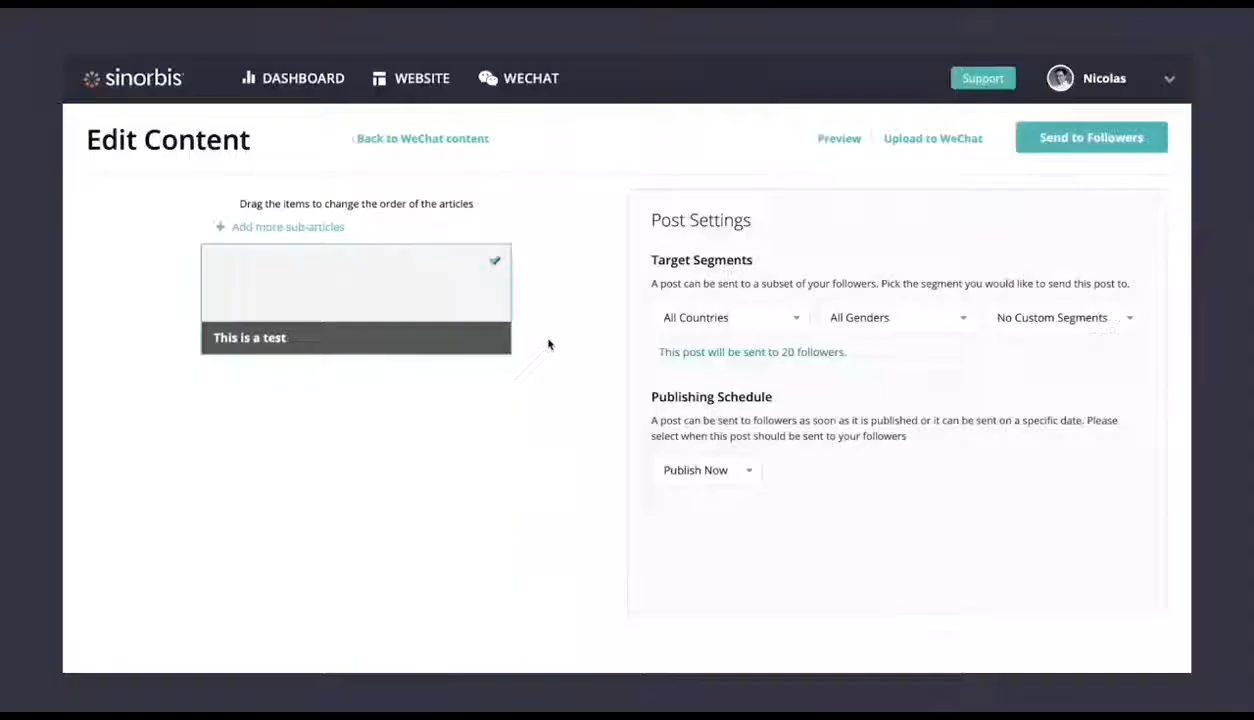 sinorbis
DASHBOARD
WEBSITE
WECHAT
Support
Nicolas
Edit Content
Back to WeChat content
Preview
Upload to WeChat
Send to Followers
Drag the items to change the order of the articles
+ Add more sub-articles
This is a test
Post Settings
Target Segments
A post can be sent to a subset of your followers. Pick the segment you would like to send this post to.
All Countries
All Genders
No Custom Segments
This post will be sent to 20 followers.
Publishing Schedule
A post can be sent to followers as soon as it is published or it can be sent on a specific date. Please
select when this post should be sent to your followers
Publish Now